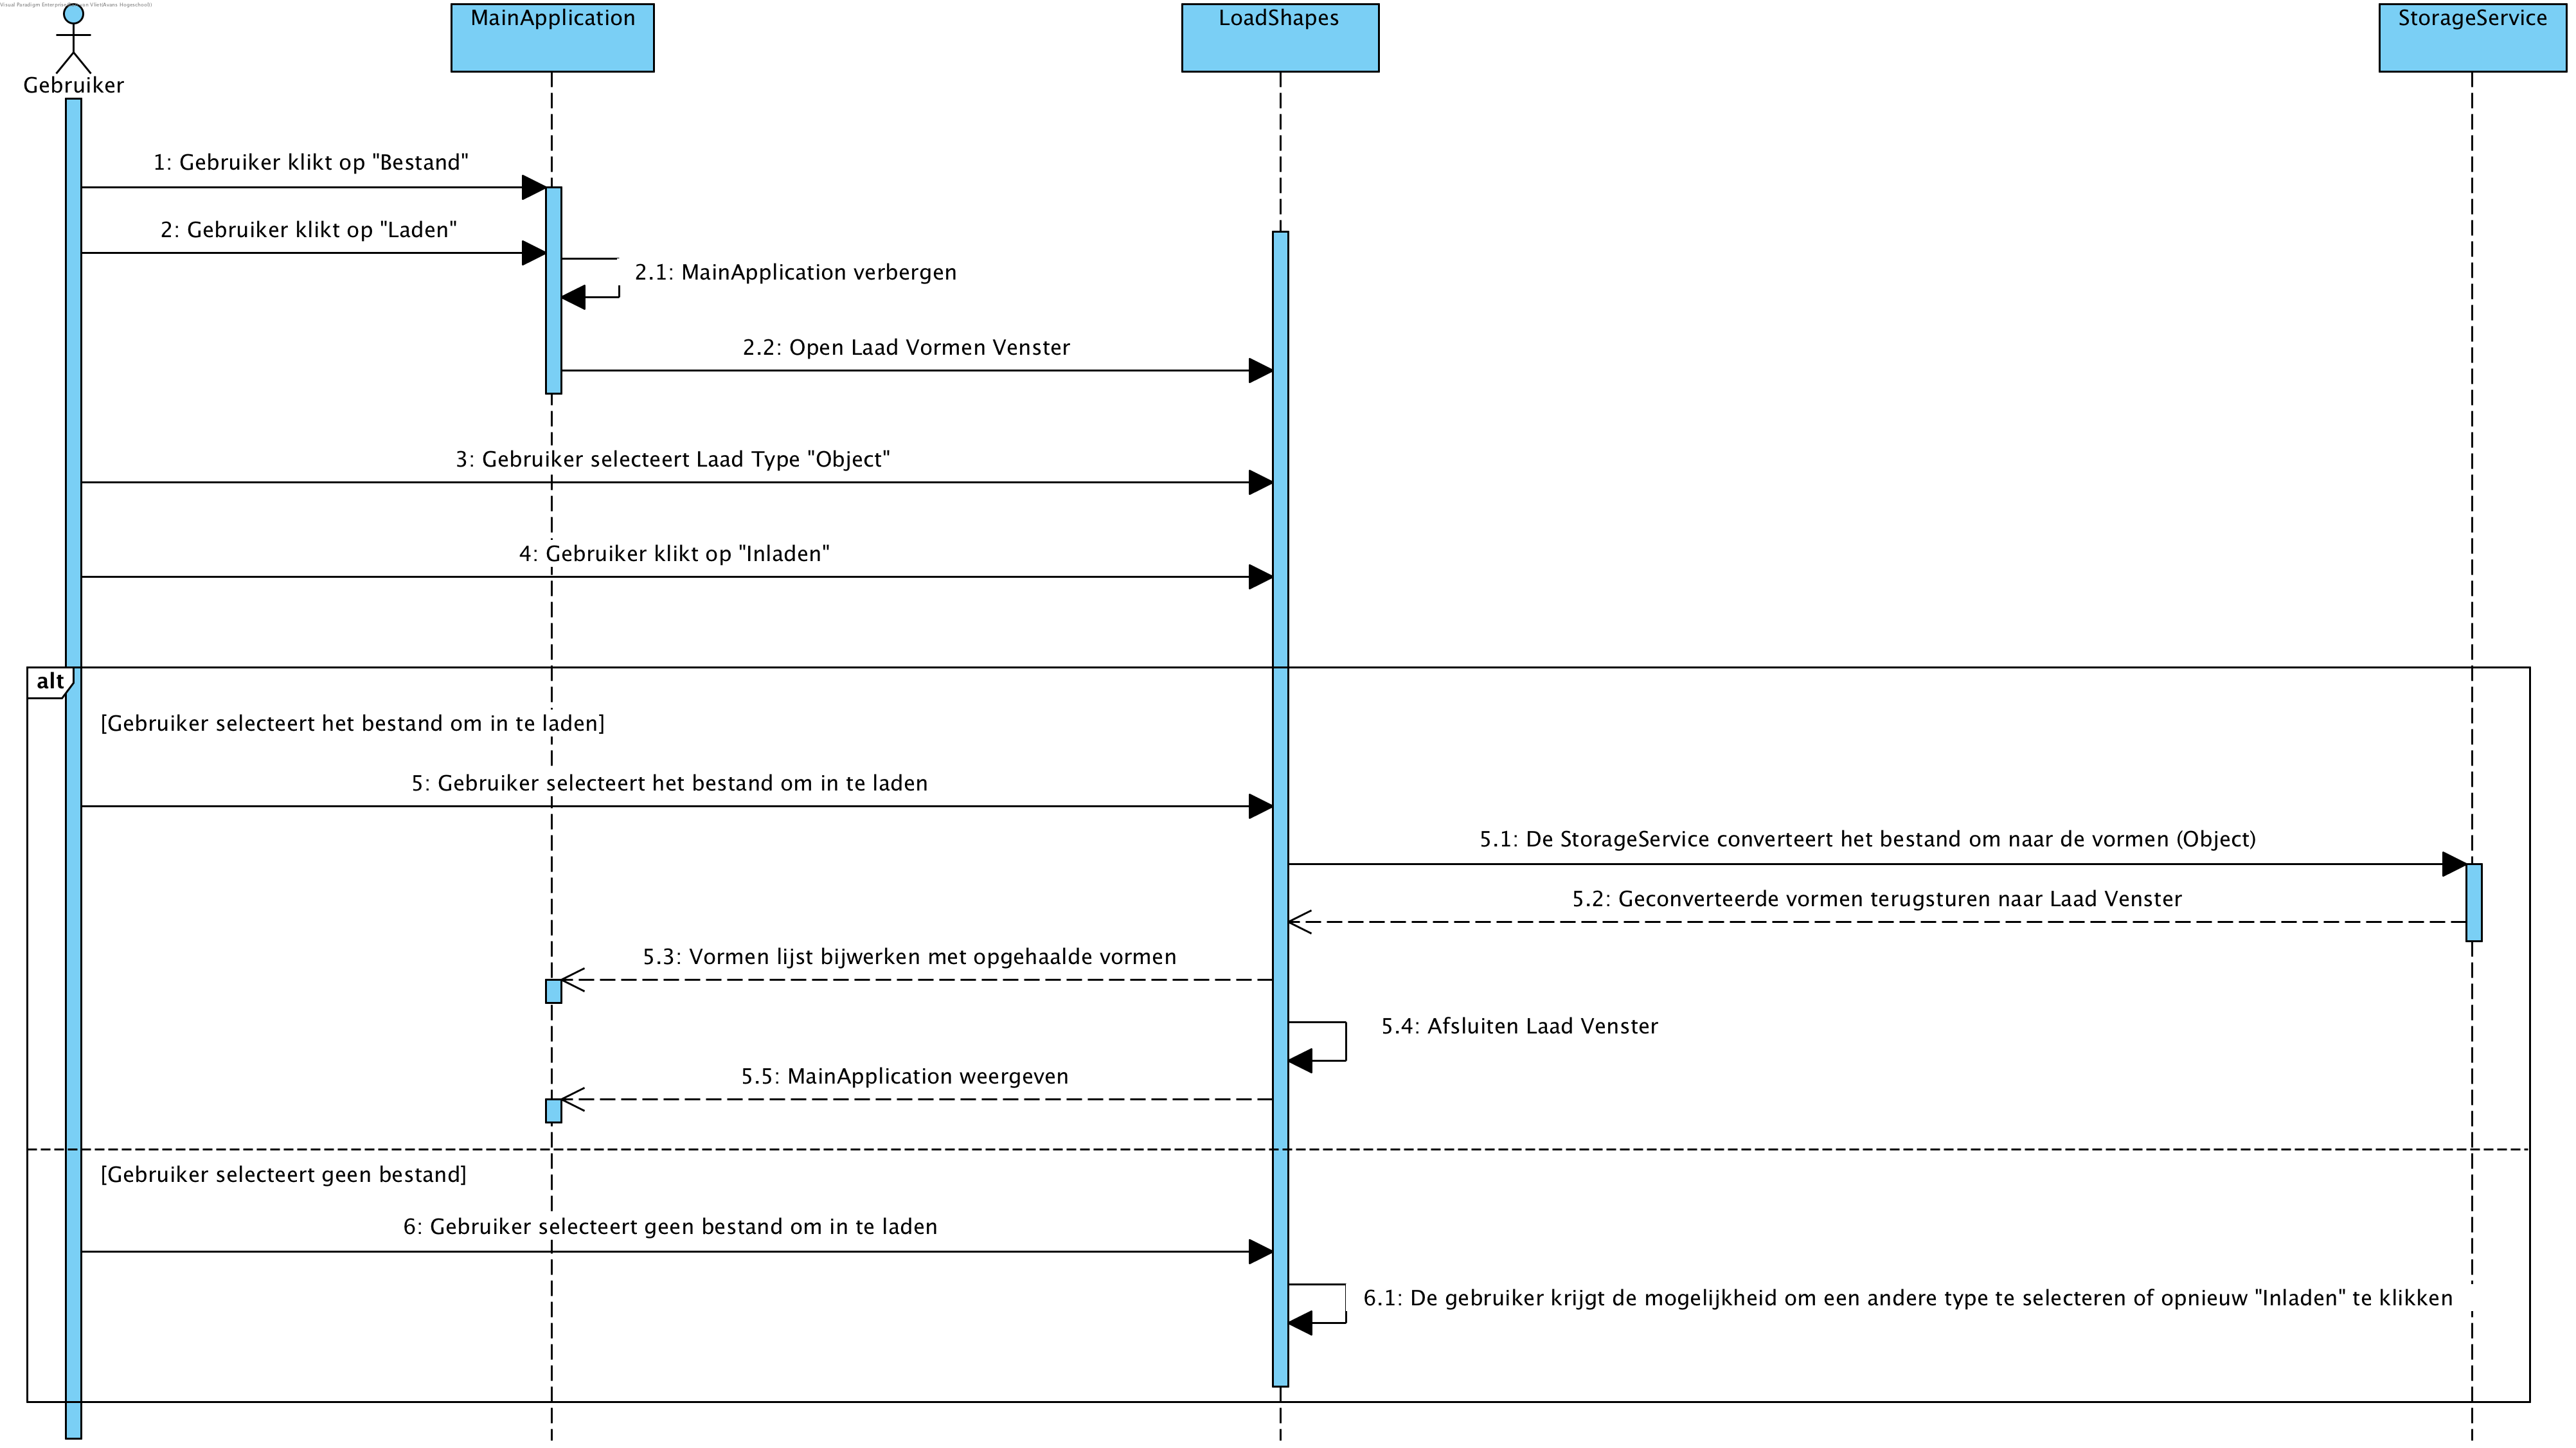 MainApplication
LoadShapes
StorageService
Gebruiker
1: Gebruiker klikt op "Bestand"
2: Gebruiker klikt op "Laden"
2.1: MainApplication verbergen
2.2: Open Laad Vormen Venster
3: Gebruiker selecteert Laad Type "Object"
4: Gebruiker klikt op "Inladen"
alt
[Gebruiker selecteert het bestand om in te laden]
5: Gebruiker selecteert het bestand om in te laden
5.1: De StorageService converteert het bestand om naar de vormen (Object)
5.2: Geconverteerde vormen terugsturen naar Laad Venster
5.3: Vormen lijst bijwerken met opgehaalde vormen
5.4: Afsluiten Laad Venster
5.5: MainApplication weergeven
[Gebruiker selecteert geen bestand]
6: Gebruiker selecteert geen bestand om in te laden
6.1: De gebruiker krijgt de mogelijkheid om een andere type te selecteren of opnieuw "Inladen" te klikken